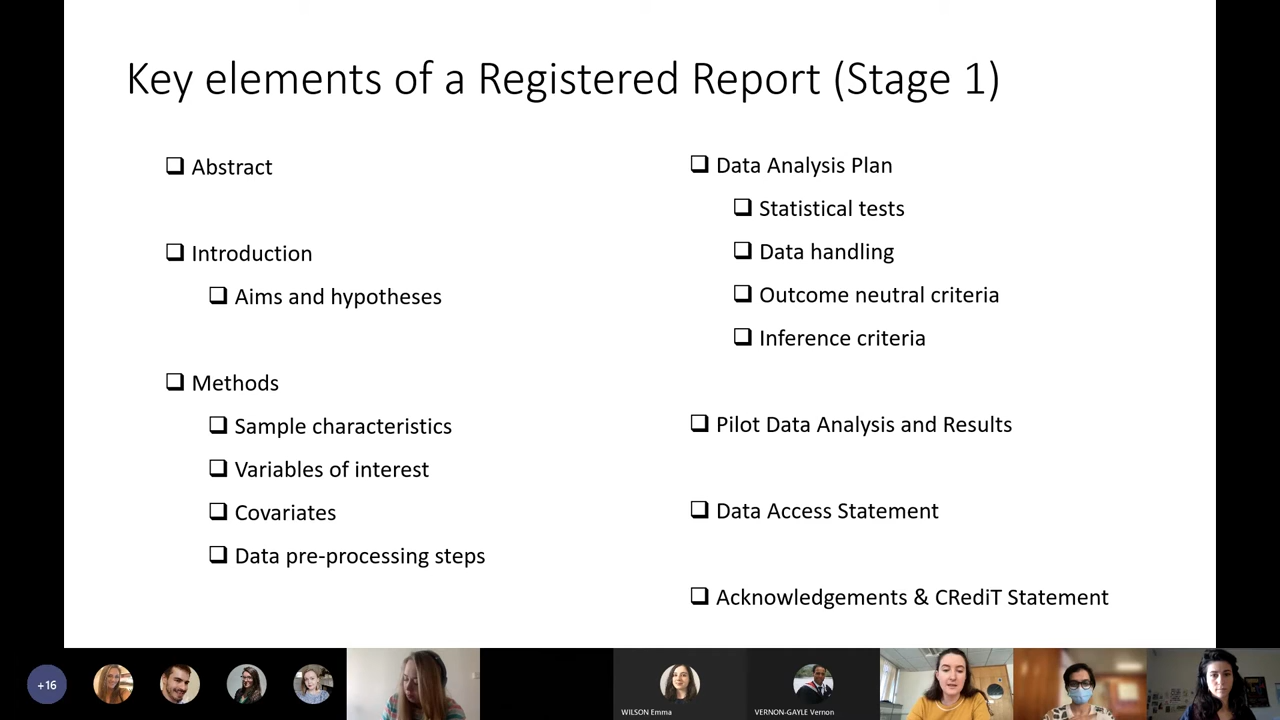 Key elements of a Registered Report (Stage 1)
Abstract
Introduction
Aims and hypotheses
Methods
Sample characteristics
Variables of interest
Covariates
Data pre-processing steps
Data Analysis Plan
Statistical tests
Data handling
Outcome neutral criteria
Inference criteria
Pilot Data Analysis and Results
Data Access Statement
Acknowledgements & CRediT Statement
+16
WILSON Emma
VERNON-GAYLE Vernon